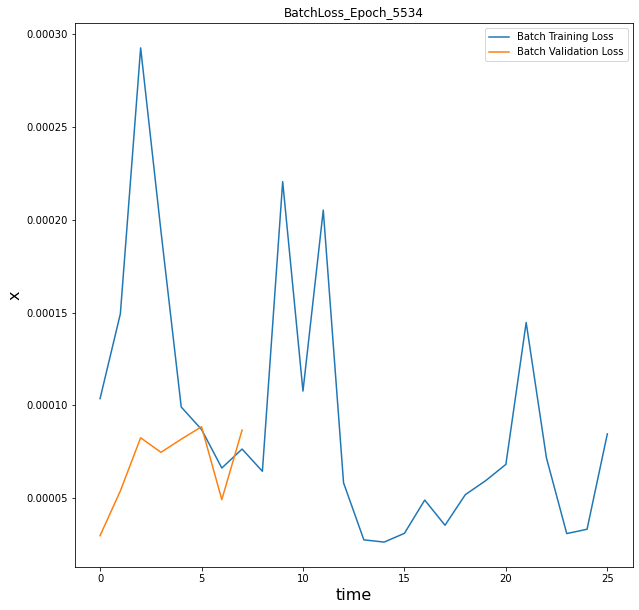 BatchLoss_Epoch_5534
Batch Training Loss
Batch Validation Loss
0.00030
0.00025
0.00020
0.00015
0.00010
0.00005
x
0 5 10 15 20 25
time